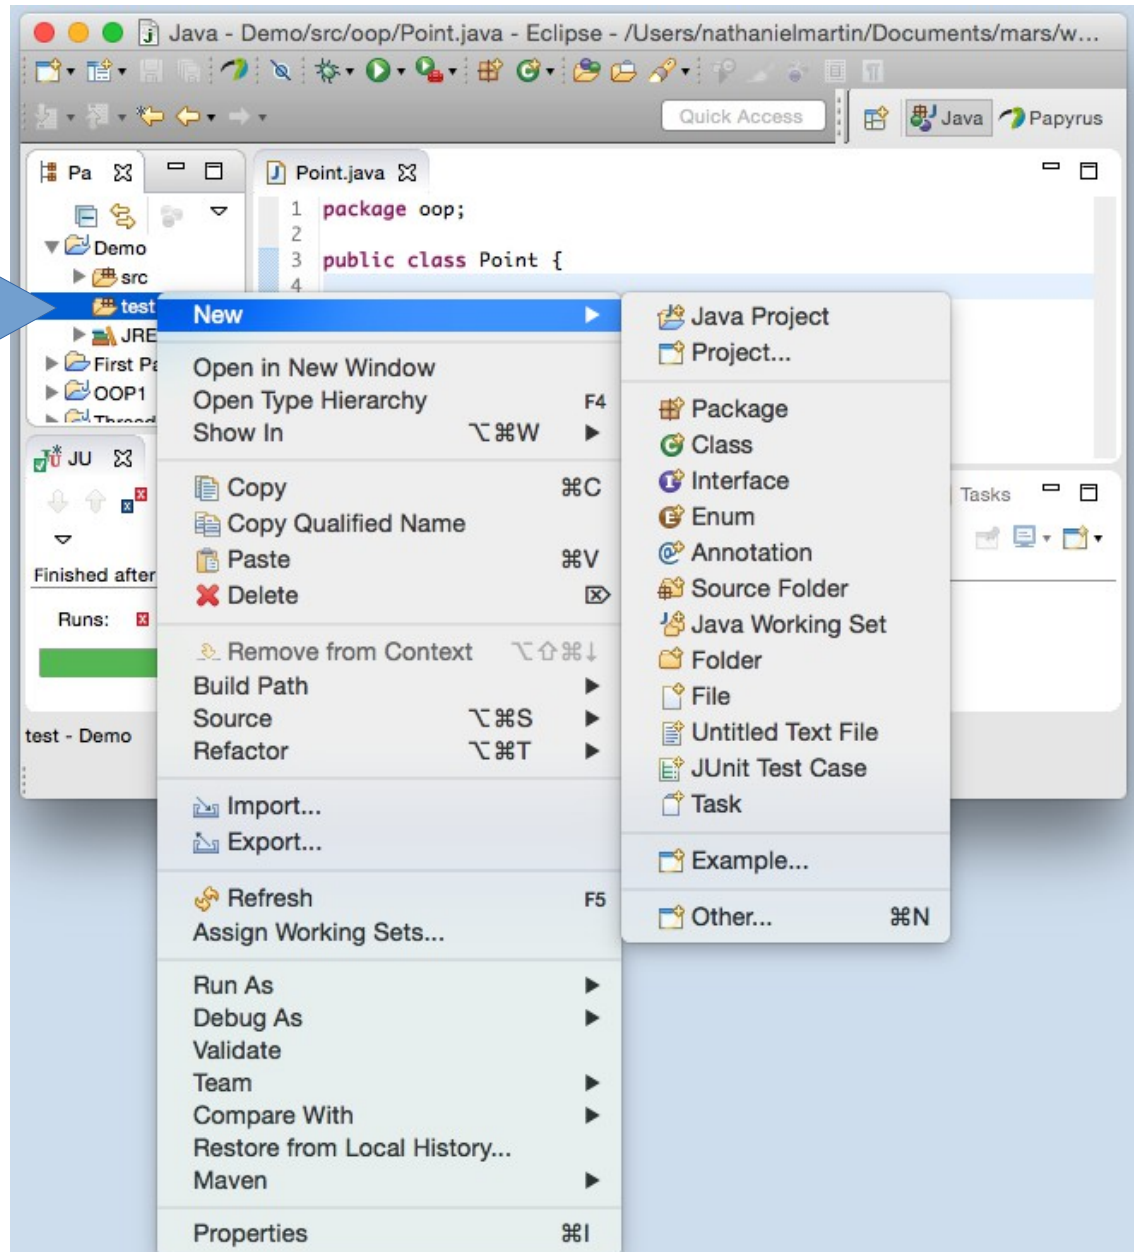 Java - Demo/src/oop/Point.java - Eclipse - /Users/nathanielmartin/Documents/mars/w...
Quick Access
Java
Papyrus
Pa
Point.java
1 package oop;
2
3 public class Point {
4
Demo
src
test
JRE
First Pa
OOP1
Thread
JU
Finished after
Runs:
test - Demo
Tasks
New
Open in New Window
Open Type Hierarchy F4
Show In ⌥⌘W
Copy ⌘C
Copy Qualified Name
Paste ⌘V
Delete ⌦
Remove from Context ⌥⇧⌘↓
Build Path
Source ⌥⌘S
Refactor ⌥⌘T
Import...
Export...
Refresh F5
Assign Working Sets...
Run As
Debug As
Validate
Team
Compare With
Restore from Local History...
Maven
Properties ⌘I
Java Project
Project...
Package
Class
Interface
Enum
Annotation
Source Folder
Java Working Set
Folder
File
Untitled Text File
JUnit Test Case
Task
Example...
Other... ⌘N